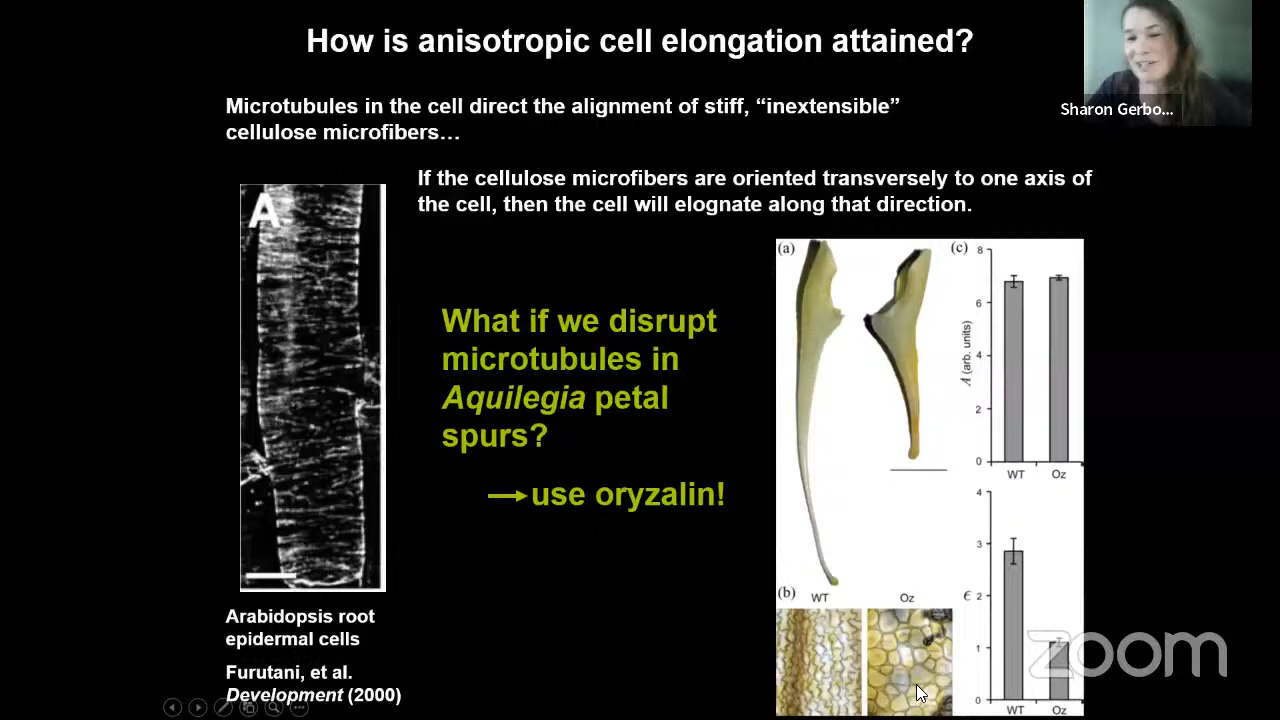 How is anisotropic cell elongation attained?
Sharon Gerbo...
Microtubules in the cell direct the alignment of stiff, “inextensible”
cellulose microfibers…
If the cellulose microfibers are oriented transversely to one axis of
the cell, then the cell will elognate along that direction.
A
What if we disrupt
microtubules in
Aquilegia petal
spurs?
→ use oryzalin!
(a)
(b)
WT
Oz
(c)
8
6
4
2
0
A (arb. units)
WT
Oz
4
3
2
1
0
ϵ
WT
Oz
Arabidopsis root
epidermal cells
Furutani, et al.
Development (2000)
zoom